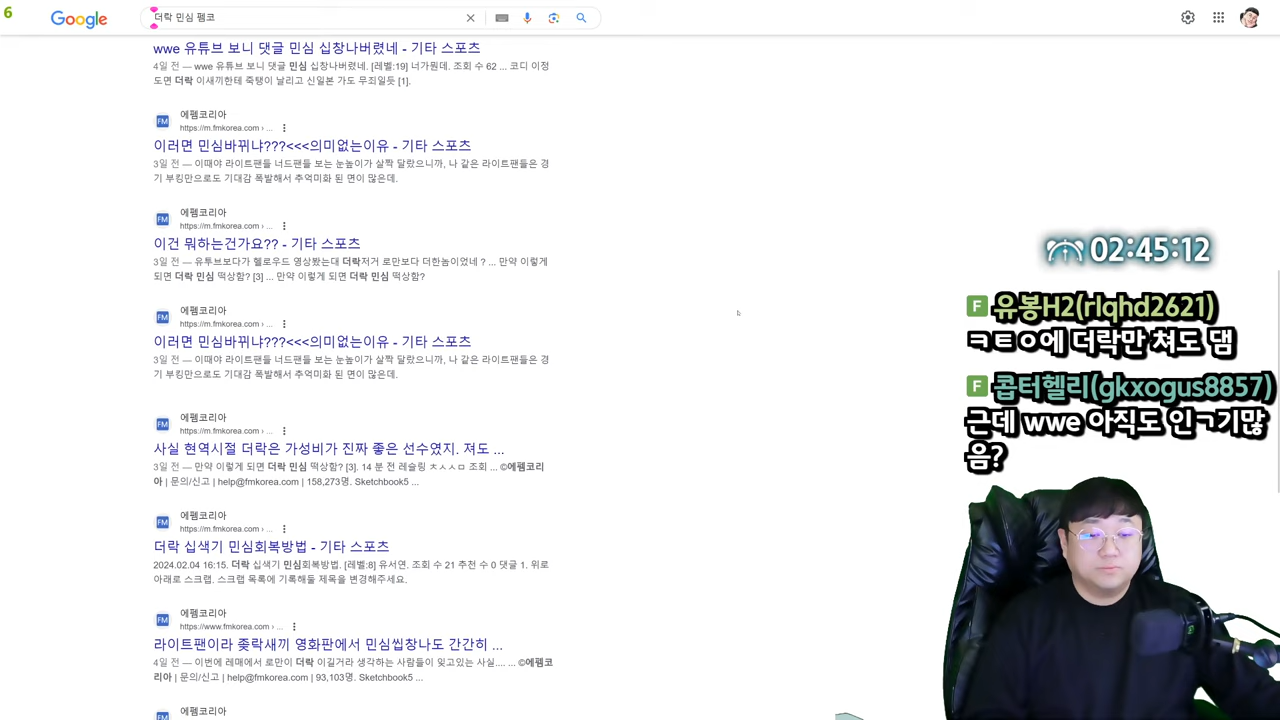 6
Google
더락 민심 펨코
wwe 유튜브 보니 댓글 민심 십창나버렸네 - 기타 스포츠
4일 전 — wwe 유튜브 보니 댓글 민심 십창나버렸네. [레벨:19] 너가뭔데. 조회 수 62 ... 코디 이정
도면 더락 이새끼한테 죽탱이 날리고 신일본 가도 무죄일듯 [1].
FM
에펨코리아
https://m.fmkorea.com › ...
이러면 민심바뀌냐???<<<의미없는이유 - 기타 스포츠
3일 전 — 이때야 라이트팬들 너드팬들 보는 눈높이가 살짝 달랐으니까, 나 같은 라이트팬들은 경
기 부킹만으로도 기대감 폭발해서 추억미화 된 면이 많은데.
FM
에펨코리아
https://m.fmkorea.com › ...
이건 뭐하는건가요?? - 기타 스포츠
3일 전 — 유튜브보다가 헬로우드 영상봤는대 더락저거 로만보다 더한놈이었네 ? ... 만약 이렇게
되면 더락 민심 떡상함? [3] ... 만약 이렇게 되면 더락 민심 떡상함?
FM
에펨코리아
https://m.fmkorea.com › ...
이러면 민심바뀌냐???<<<의미없는이유 - 기타 스포츠
3일 전 — 이때야 라이트팬들 너드팬들 보는 눈높이가 살짝 달랐으니까, 나 같은 라이트팬들은 경
기 부킹만으로도 기대감 폭발해서 추억미화 된 면이 많은데.
FM
에펨코리아
https://m.fmkorea.com › ...
사실 현역시절 더락은 가성비가 진짜 좋은 선수였지. 져도 ...
3일 전 — 만약 이렇게 되면 더락 민심 떡상함? [3]. 14 분 전 레슬링 ㅊㅅㅅㅁ 조회 ... ©에펨코리
아 | 문의/신고 | help@fmkorea.com | 158,273명. Sketchbook5 ...
FM
에펨코리아
https://m.fmkorea.com › ...
더락 십색기 민심회복방법 - 기타 스포츠
2024.02.04 16:15. 더락 십색기 민심회복방법. [레벨:8] 유서연. 조회 수 21 추천 수 0 댓글 1. 위로
아래로 스크랩. 스크랩 목록에 기록해둘 제목을 변경해주세요.
FM
에펨코리아
https://www.fmkorea.com › ...
라이트팬이라 좆락새끼 영화판에서 민심씹창나도 간간히 ...
4일 전 — 이번에 레매에서 로만이 더락 이길거라 생각하는 사람들이 잊고있는 사실.... ... ©에펨코
리아 | 문의/신고 | help@fmkorea.com | 93,103명. Sketchbook5 ...
에펨코리아
02:45:12
F 유봉H2(rlqhd2621)
ㅋㅌㅇ에 더락만 쳐도 댐
F 콥터헬리(gkxogus8857)
근데 wwe 아직도 인ㄱ기많
음?